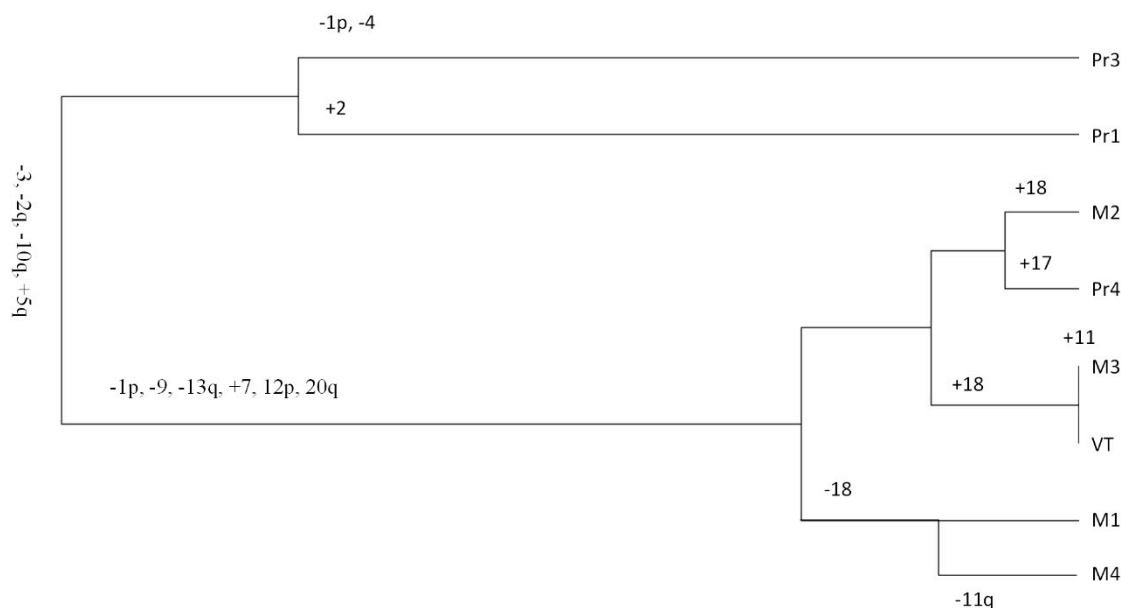 -1p, -4
Pr3
+2
Pr1
-3, -2q, -10q, +5q
+18
M2
+17
Pr4
+11
M3
-1p, -9, -13q, +7, 12p, 20q
+18
VT
-18
M1
M4
-11q